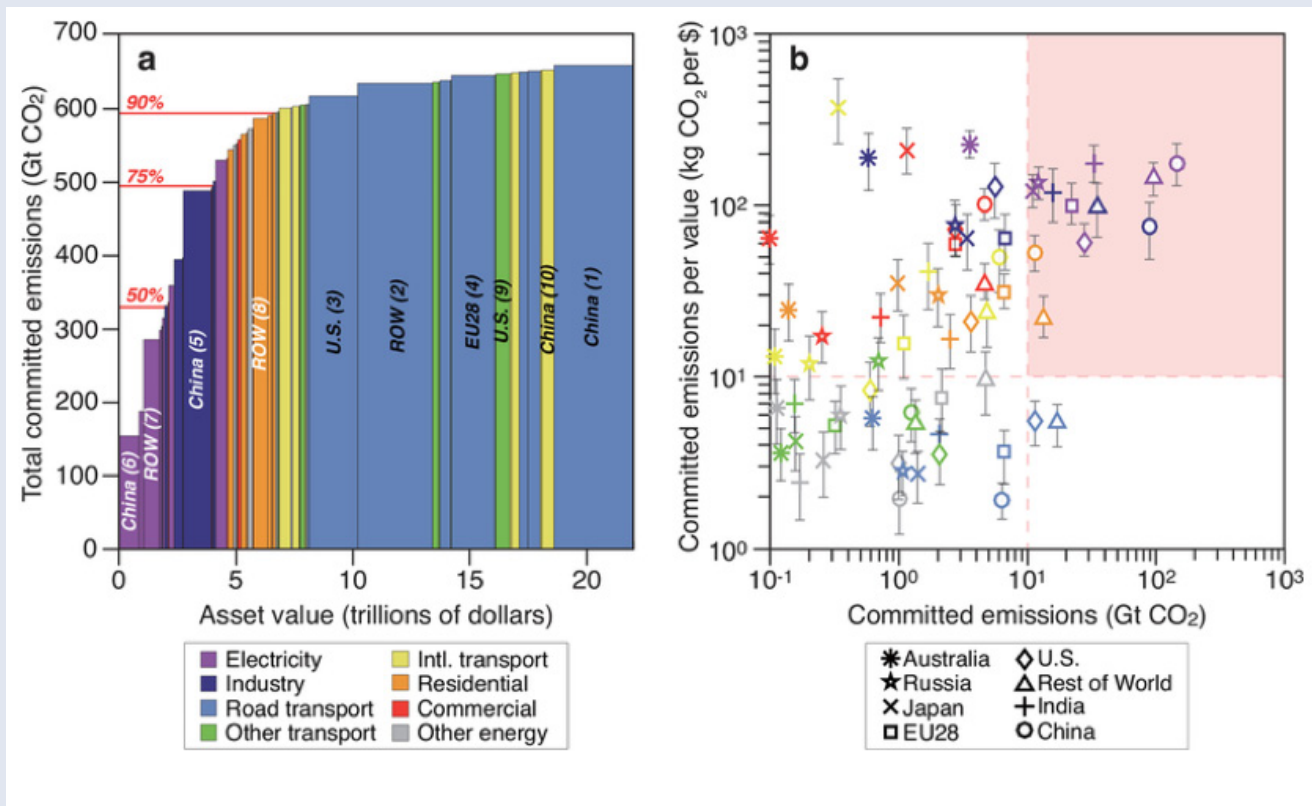 a
Total committed emissions (Gt CO₂)
700
600
500
400
300
200
100
0
90%
75%
50%
China (6)
ROW (7)
China (5)
ROW (8)
U.S. (3)
ROW (2)
EU28 (4)
U.S. (9)
China (10)
China (1)
0 5 10 15 20
Asset value (trillions of dollars)
Electricity
Industry
Road transport
Other transport
Intl. transport
Residential
Commercial
Other energy
b
Committed emissions per value (kg CO₂ per $)
10³
10²
10¹
10⁰
10⁻¹ 10⁰ 10¹ 10² 10³
Committed emissions (Gt CO₂)
Australia
Russia
Japan
EU28
U.S.
Rest of World
India
China